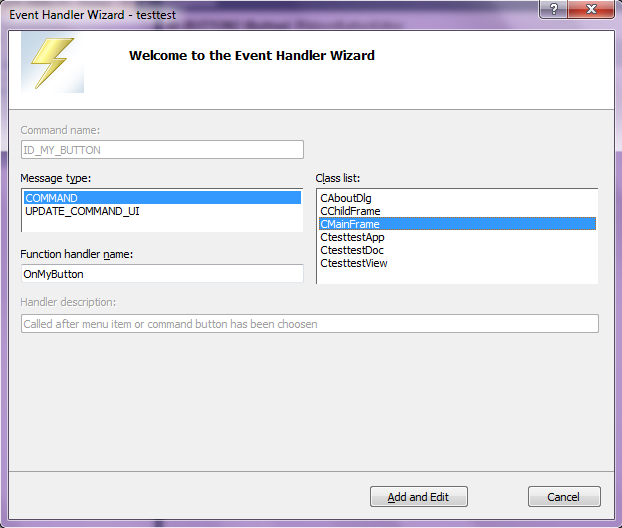 Event Handler Wizard - testtest
Welcome to the Event Handler Wizard
Command name:
ID_MY_BUTTON
Message type:
COMMAND
UPDATE_COMMAND_UI
Class list:
CAboutDlg
CChildFrame
CMainFrame
CtesttestApp
CtesttestDoc
CtesttestView
Function handler name:
OnMyButton
Handler description:
Called after menu item or command button has been choosen
Add and Edit
Cancel